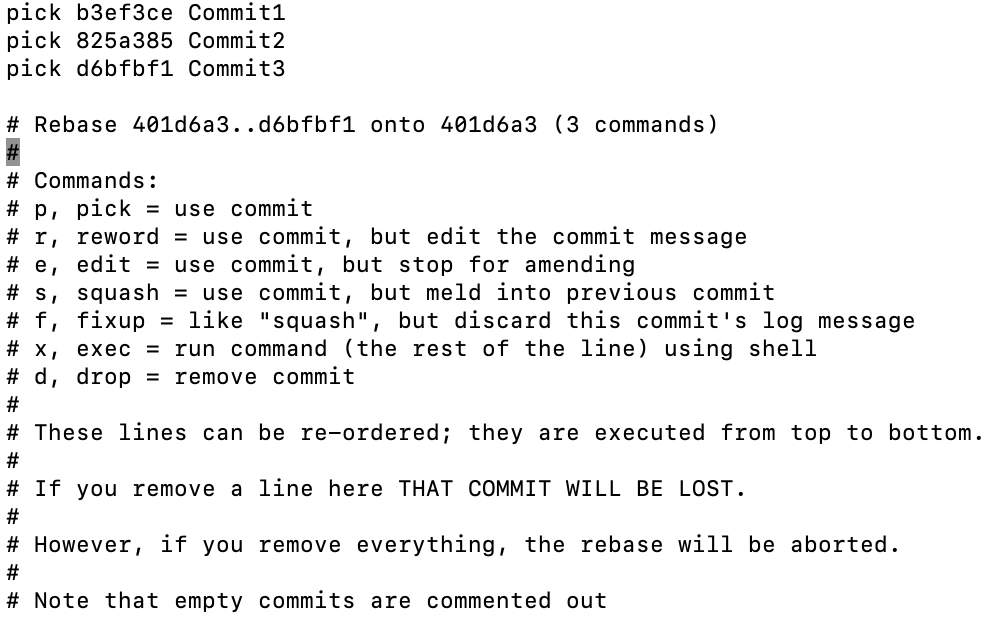 pick b3ef3ce Commit1
pick 825a385 Commit2
pick d6bfbf1 Commit3
# Rebase 401d6a3..d6bfbf1 onto 401d6a3 (3 commands)
#
# Commands:
# p, pick = use commit
# r, reword = use commit, but edit the commit message
# e, edit = use commit, but stop for amending
# s, squash = use commit, but meld into previous commit
# f, fixup = like "squash", but discard this commit's log message
# x, exec = run command (the rest of the line) using shell
# d, drop = remove commit
#
# These lines can be re-ordered; they are executed from top to bottom.
#
# If you remove a line here THAT COMMIT WILL BE LOST.
#
# However, if you remove everything, the rebase will be aborted.
#
# Note that empty commits are commented out